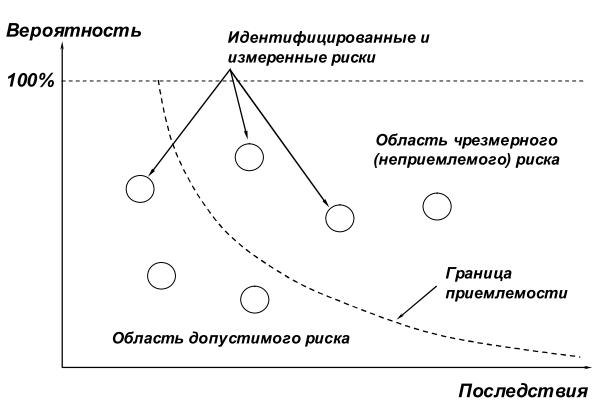 Вероятность
Идентифицированные и
измеренные риски
100%
Область чрезмерного
(неприемлемого) риска
Граница
приемлемости
Область допустимого риска
Последствия